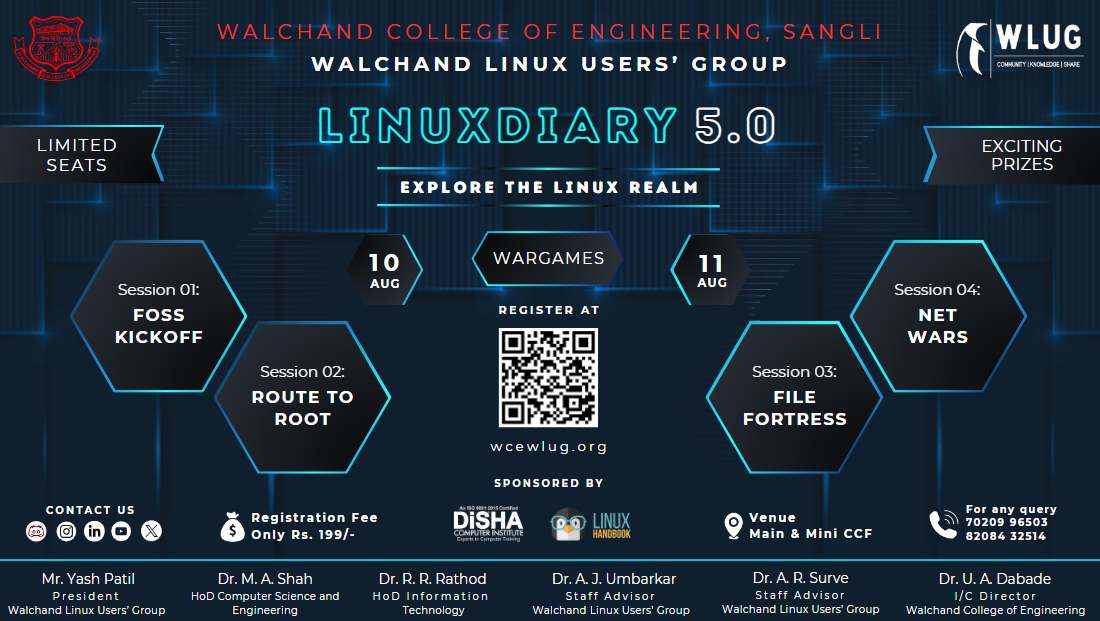 WALCHAND COLLEGE OF ENGINEERING, SANGLI
WALCHAND LINUX USERS' GROUP
WLUG
COMMUNITY | KNOWLEDGE | SHARE
LINUXDIARY 5.0
LIMITED
SEATS
EXCITING
PRIZES
EXPLORE THE LINUX REALM
10
AUG
WARGAMES
11
AUG
Session 01:
FOSS
KICKOFF
Session 02:
ROUTE TO
ROOT
REGISTER AT
wcewlug.org
Session 03:
FILE
FORTRESS
Session 04:
NET
WARS
SPONSORED BY
CONTACT US
Registration Fee
Only Rs. 199/-
An ISO 9001:2015 Certified
DiSHA
COMPUTER INSTITUTE
Experts in Computer Training
LINUX
HANDBOOK
Venue
Main & Mini CCF
For any query
70209 96503
82084 32514
Mr. Yash Patil
President
Walchand Linux Users' Group
Dr. M. A. Shah
HoD Computer Science and
Engineering
Dr. R. R. Rathod
HoD Information
Technology
Dr. A. J. Umbarkar
Staff Advisor
Walchand Linux Users' Group
Dr. A. R. Surve
Staff Advisor
Walchand Linux Users' Group
Dr. U. A. Dabade
I/C Director
Walchand College of Engineering